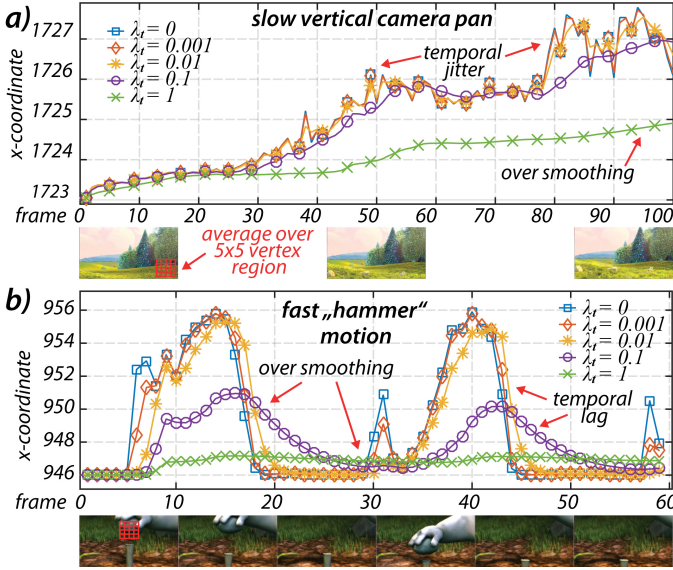 a)
slow vertical camera pan
1727
1726
1725
1724
1723
x-coordinate
λt = 0
λt = 0.001
λt = 0.01
λt = 0.1
λt = 1
temporal
jitter
over smoothing
frame
0 10 20 30 40 50 60 70 80 90 100
average over
5x5 vertex
region
b)
fast „hammer“
motion
956
954
952
950
948
946
x-coordinate
λt = 0
λt = 0.001
λt = 0.01
λt = 0.1
λt = 1
over smoothing
temporal
lag
frame
0 10 20 30 40 50 60